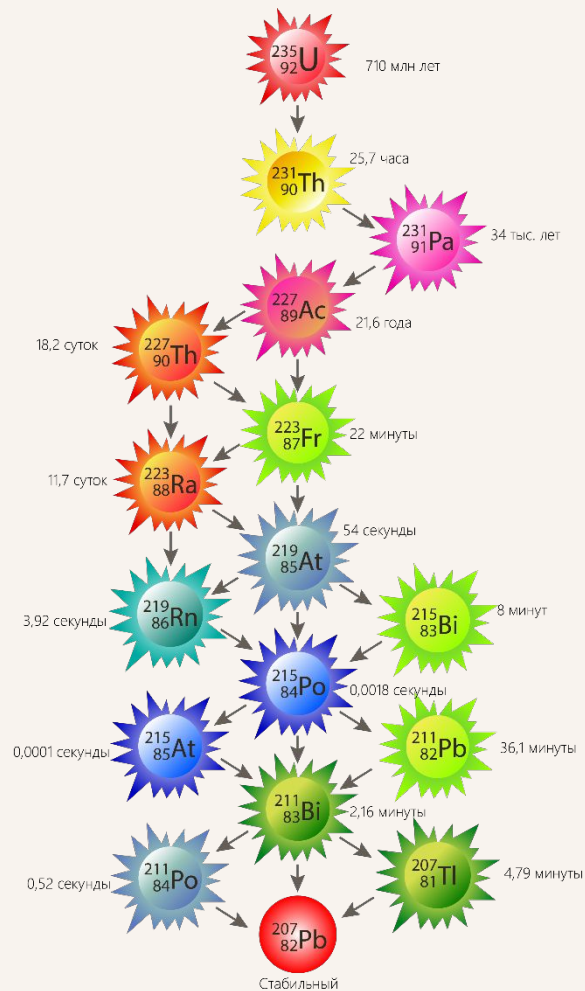 235
92U
710 млн лет
231
90Th
25,7 часа
231
91Pa
34 тыс. лет
227
89Ac
21,6 года
227
90Th
18,2 суток
223
87Fr
22 минуты
223
88Ra
11,7 суток
219
85At
54 секунды
219
86Rn
3,92 секунды
215
83Bi
8 минут
215
84Po
0,0018 секунды
215
85At
0,0001 секунды
211
82Pb
36,1 минуты
211
83Bi
2,16 минуты
211
84Po
0,52 секунды
207
81Tl
4,79 минуты
207
82Pb
Стабильный